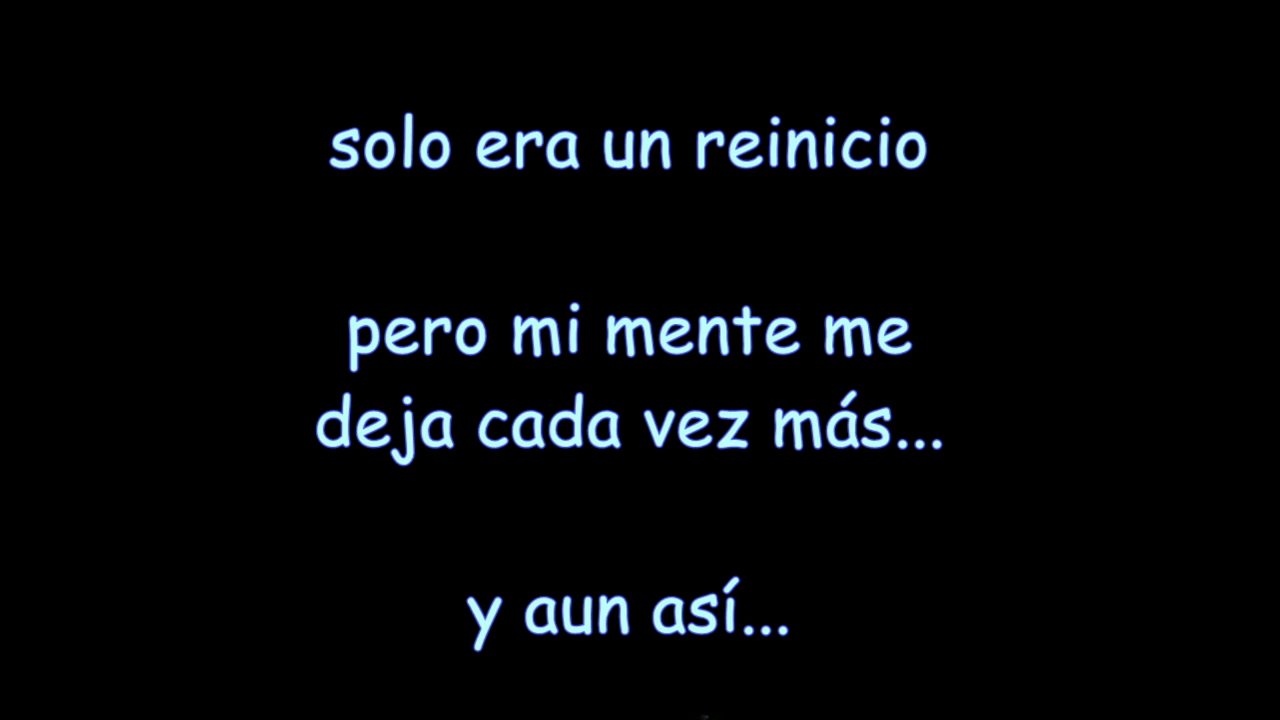 solo era un reinicio
pero mi mente me
deja cada vez más...
y aun así...